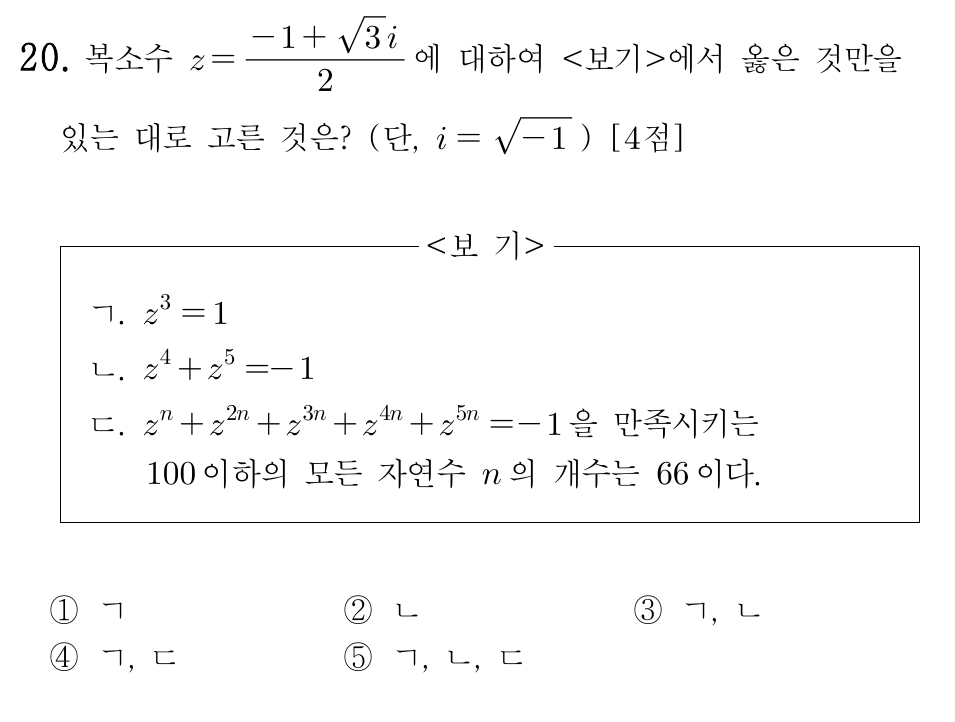 20. 복소수 z = \frac{-1+\sqrt{3}i}{2} 에 대하여 <보기>에서 옳은 것만을
있는 대로 고른 것은? (단, i = \sqrt{-1} ) [4점]
<보 기>
ㄱ. z^3 = 1
ㄴ. z^4 + z^5 = -1
ㄷ. z^n + z^{2n} + z^{3n} + z^{4n} + z^{5n} = -1 을 만족시키는
100 이하의 모든 자연수 n 의 개수는 66 이다.
① ㄱ ② ㄴ ③ ㄱ, ㄴ
④ ㄱ, ㄷ ⑤ ㄱ, ㄴ, ㄷ